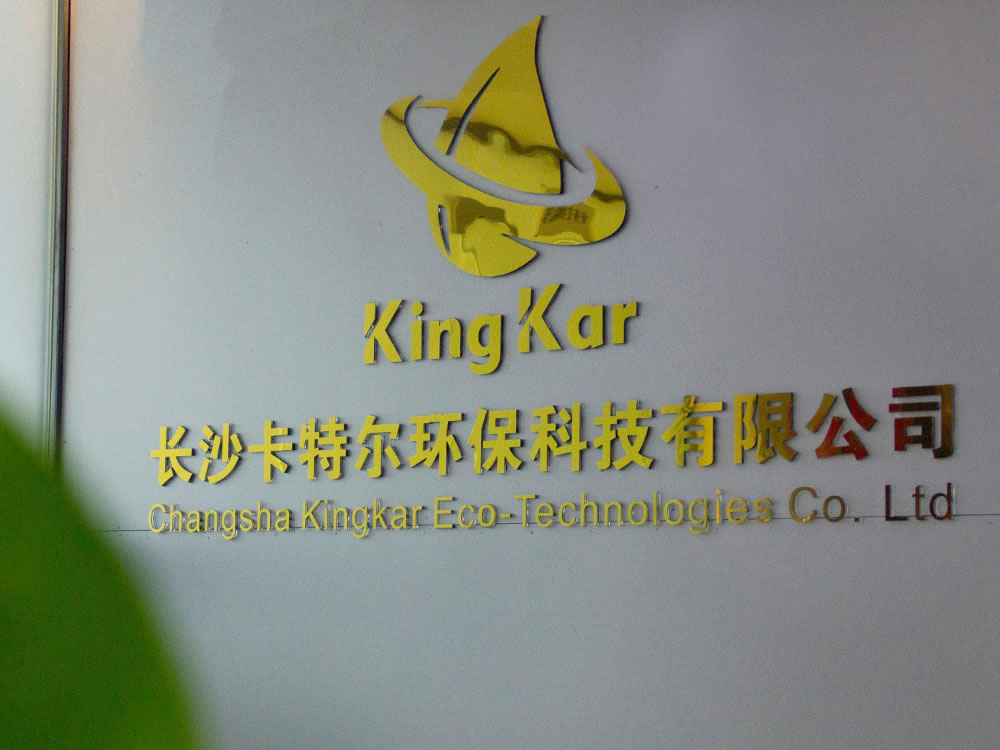 KingKar
长沙卡特尔环保科技有限公司
Changsha Kingkar Eco-Technologies Co. Ltd